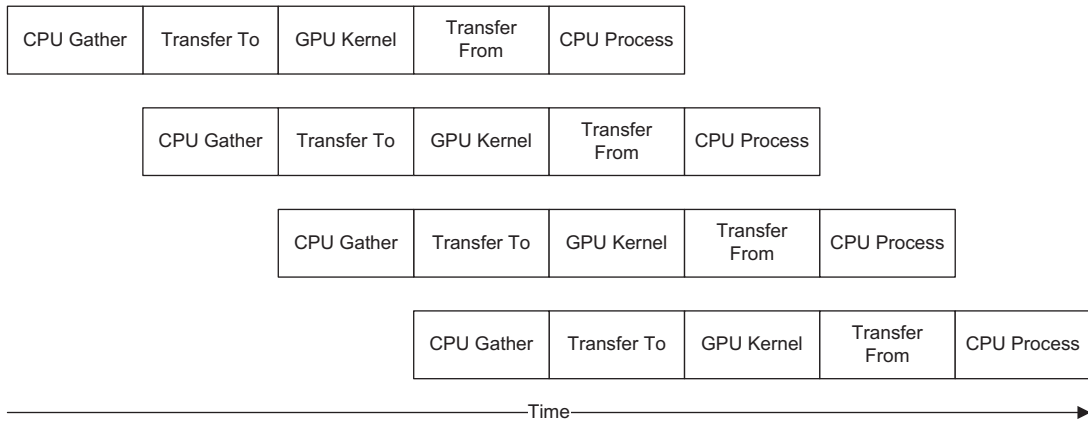 CPU Gather
Transfer To
GPU Kernel
Transfer
From
CPU Process
CPU Gather
Transfer To
GPU Kernel
Transfer
From
CPU Process
CPU Gather
Transfer To
GPU Kernel
Transfer
From
CPU Process
CPU Gather
Transfer To
GPU Kernel
Transfer
From
CPU Process
Time